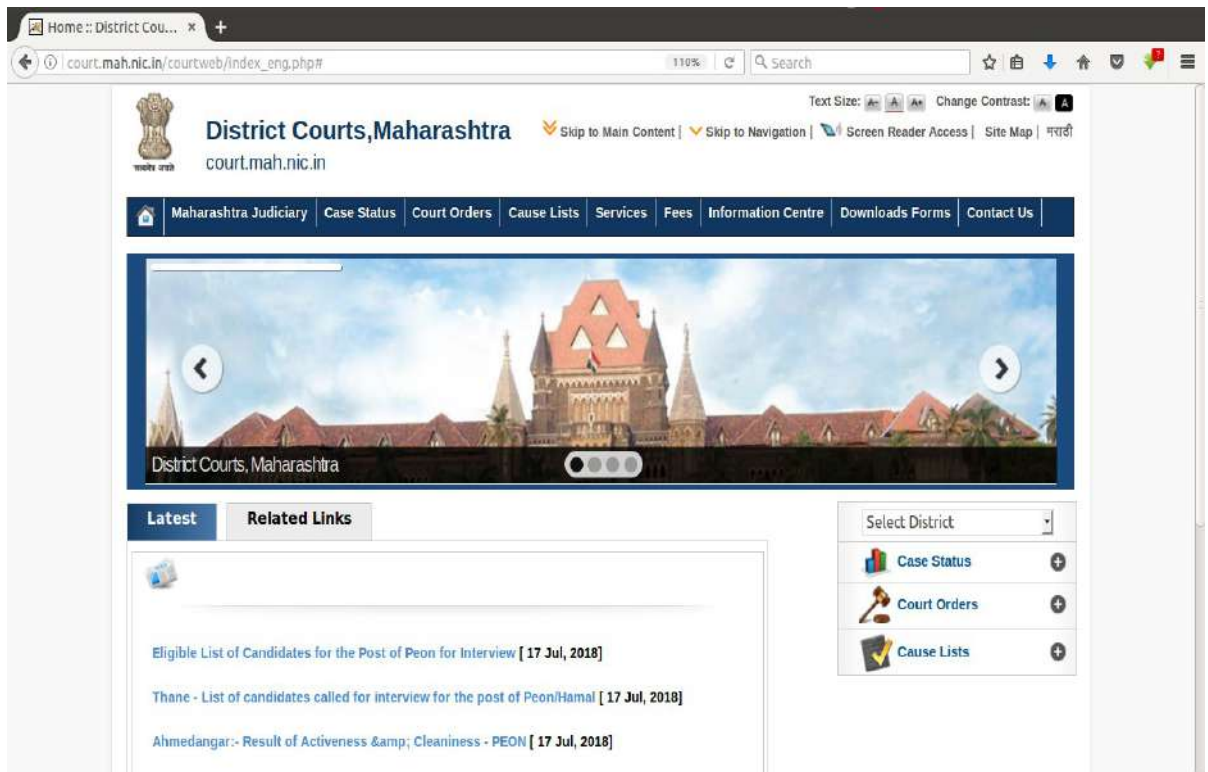 Home :: District Cou... × +
court.mah.nic.in/courtweb/index_eng.php# 110% Search
Text Size: A- A A+ Change Contrast: A A
District Courts,Maharashtra Skip to Main Content | Skip to Navigation | Screen Reader Access | Site Map | मराठी
सत्यमेव जयते court.mah.nic.in
Maharashtra Judiciary Case Status Court Orders Cause Lists Services Fees Information Centre Downloads Forms Contact Us
District Courts, Maharashtra
Latest Related Links
Select District
Case Status
Court Orders
Cause Lists
Eligible List of Candidates for the Post of Peon for Interview [ 17 Jul, 2018]
Thane - List of candidates called for interview for the post of Peon/Hamal [ 17 Jul, 2018]
Ahmedangar:- Result of Activeness &amp; Cleaniness - PEON [ 17 Jul, 2018]